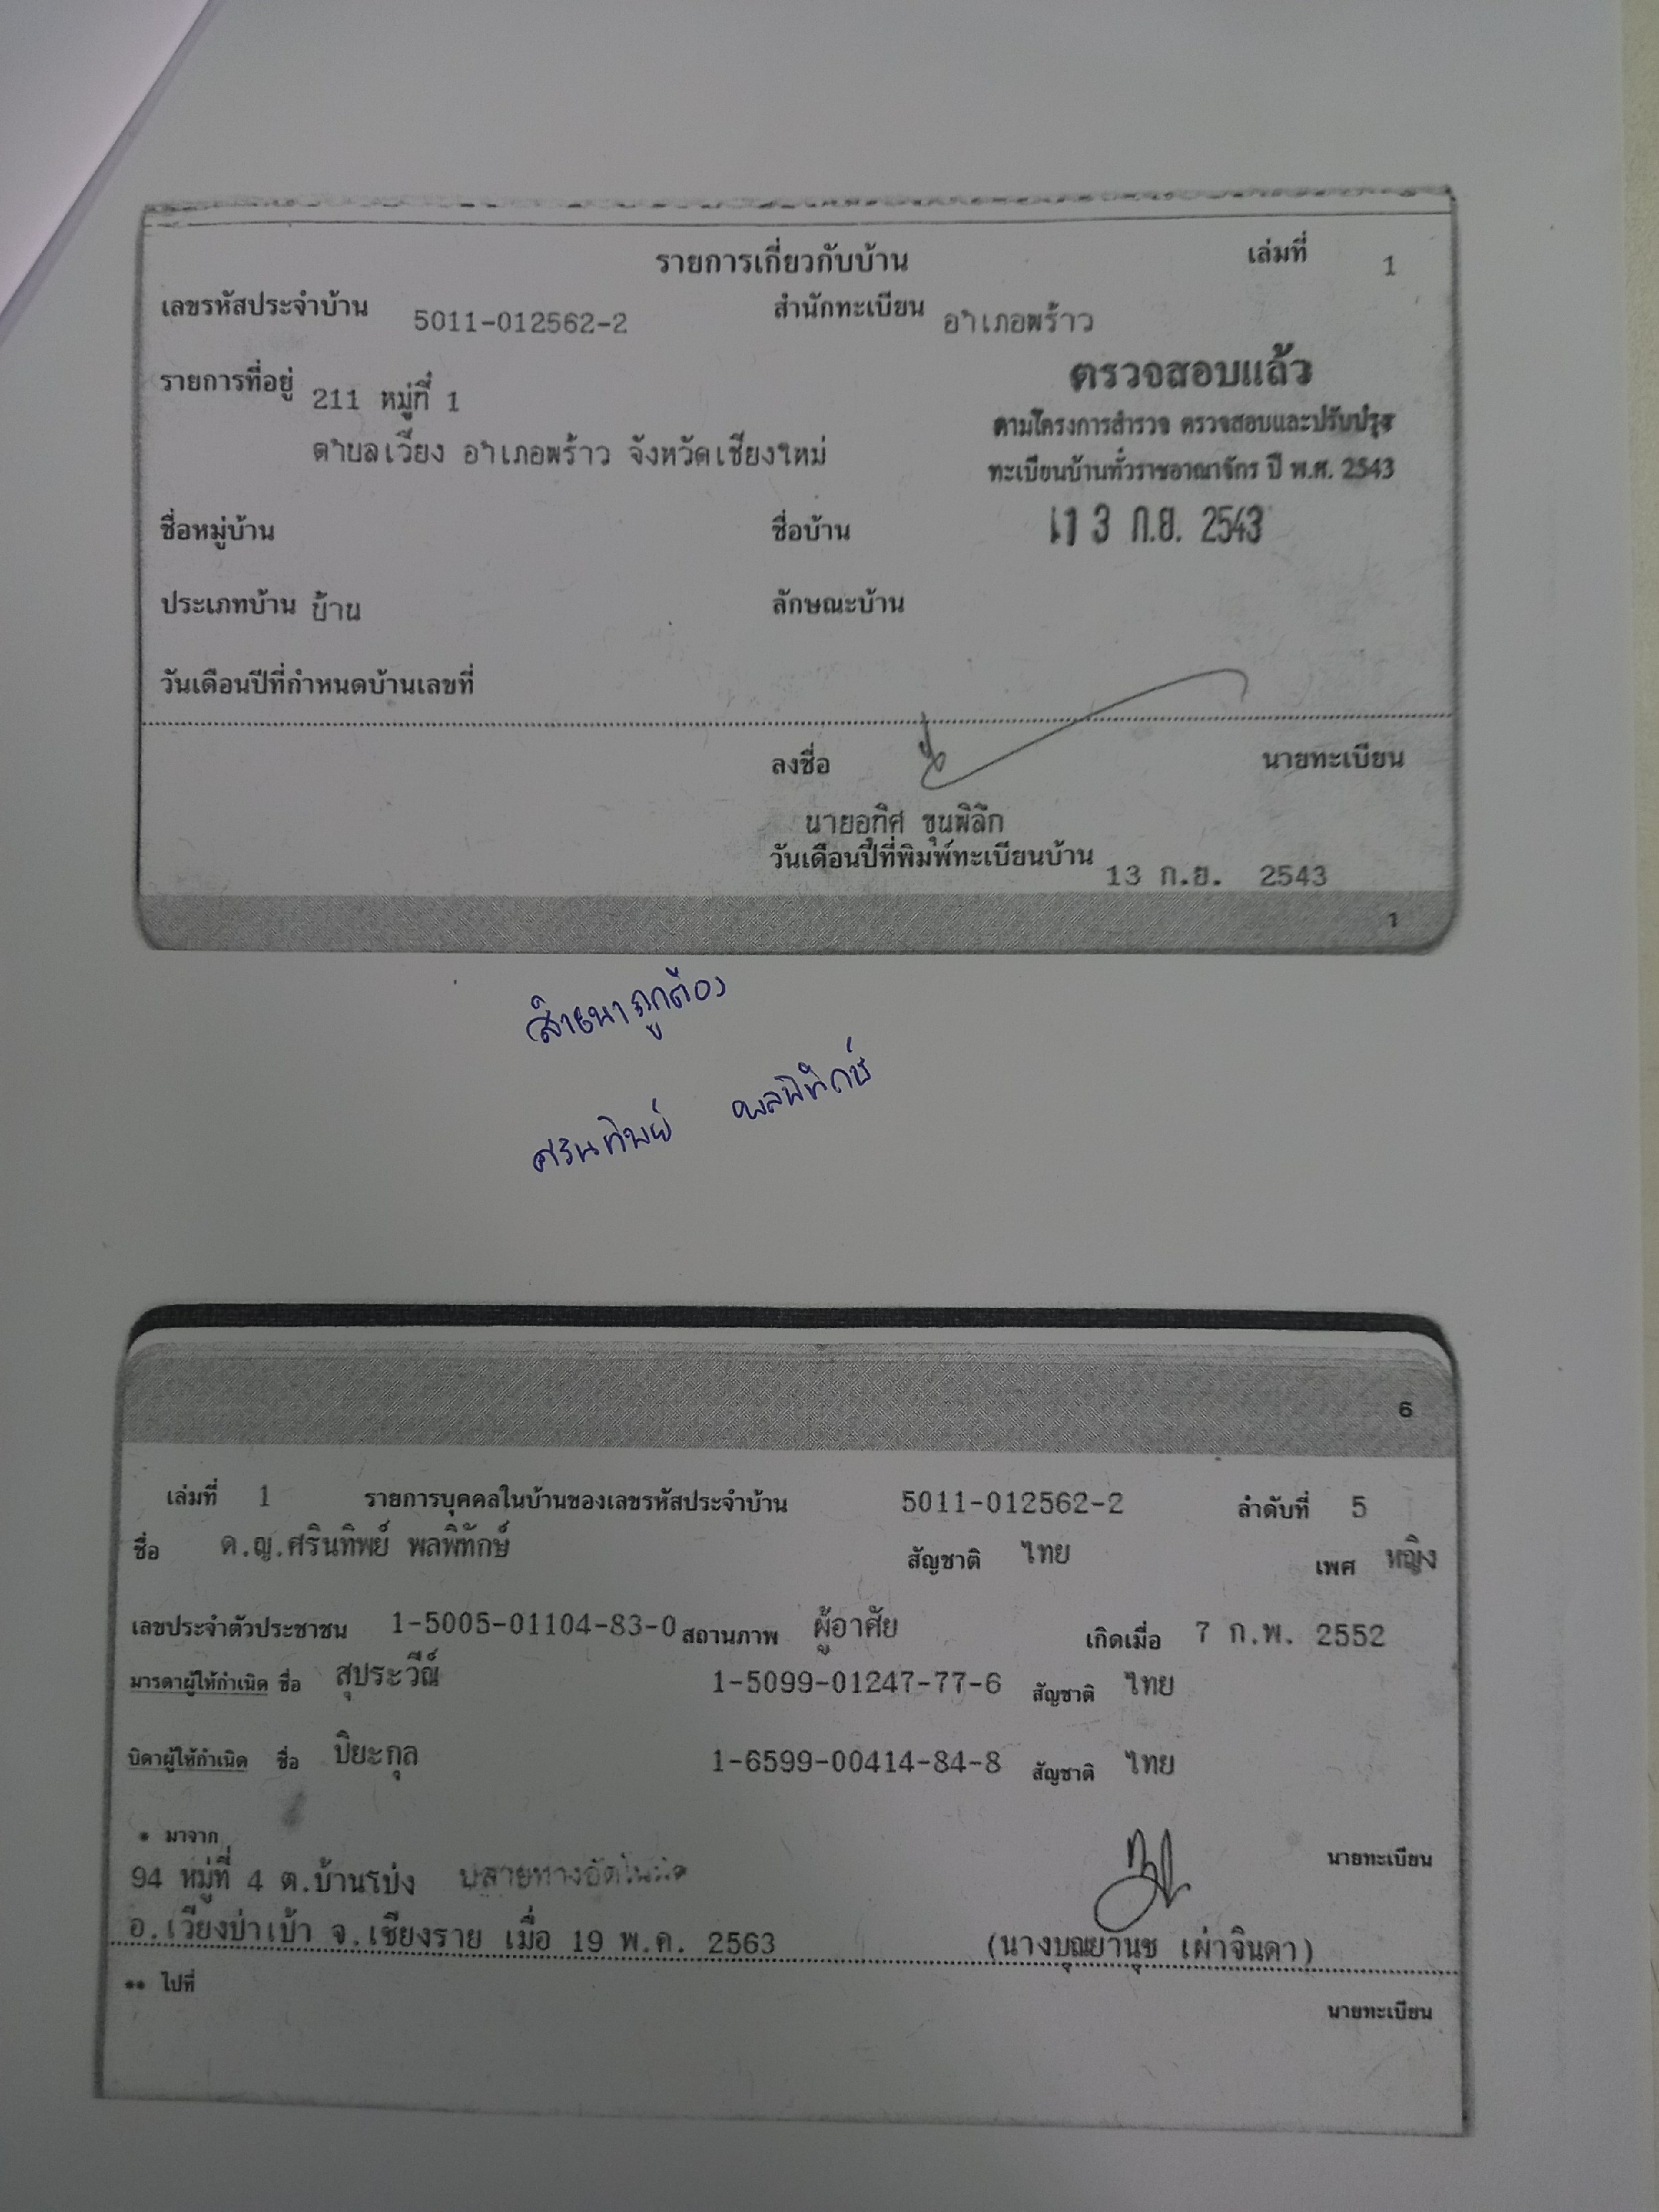 รายการเกี่ยวกับบ้าน เล่มที่ 1
เลขรหัสประจำบ้าน 5011-012562-2 สำนักทะเบียน อำเภอพร้าว
รายการที่อยู่ 211 หมู่ที่ 1 ตรวจสอบแล้ว
ตามโครงการสำรวจ ตรวจสอบและปรับปรุง
ตำบลเวียง อำเภอพร้าว จังหวัดเชียงใหม่
ทะเบียนบ้านทั่วราชอาณาจักร ปี พ.ศ. 2543
ชื่อหมู่บ้าน ชื่อบ้าน 13 ก.ย. 2543
ประเภทบ้าน บ้าน ลักษณะบ้าน
วันเดือนปีที่กำหนดบ้านเลขที่
ลงชื่อ นายทะเบียน
นายอุทิศ ขุนพิลึก
วันเดือนปีที่พิมพ์ทะเบียนบ้าน 13 ก.ย. 2543
1
สำเนาถูกต้อง
ศรินทิพย์ พลพิทักษ์
6
เล่มที่ 1 รายการบุคคลในบ้านของเลขรหัสประจำบ้าน 5011-012562-2 ลำดับที่ 5
ชื่อ ด.ญ.ศรินทิพย์ พลพิทักษ์ สัญชาติ ไทย เพศ หญิง
เลขประจำตัวประชาชน 1-5005-01104-83-0 สถานภาพ ผู้อาศัย เกิดเมื่อ 7 ก.พ. 2552
มารดาผู้ให้กำเนิด ชื่อ สุประวีณ์ 1-5099-01247-77-6 สัญชาติ ไทย
บิดาผู้ให้กำเนิด ชื่อ ปิยะกุล 1-6599-00414-84-8 สัญชาติ ไทย
* มาจาก นายทะเบียน
94 หมู่ที่ 4 ต.บ้านโป่ง ปลายทางอัตโนมัติ
อ.เวียงป่าเป้า จ.เชียงราย เมื่อ 19 พ.ค. 2563 (นางบุณยานุช เผ่าจินดา)
** ไปที่
นายทะเบียน